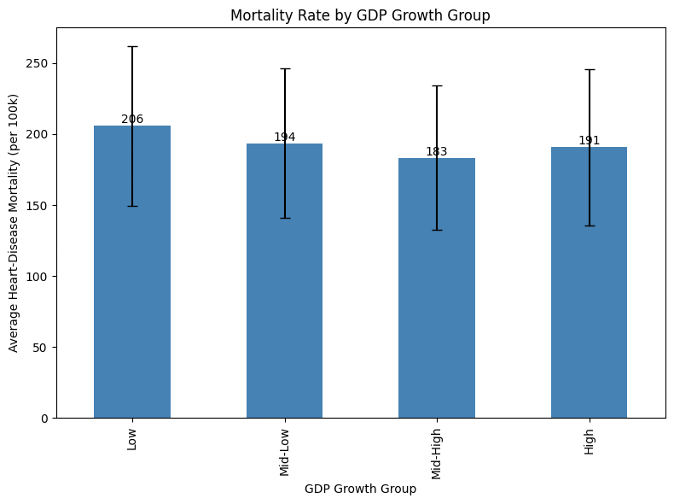 Mortality Rate by GDP Growth Group
Average Heart-Disease Mortality (per 100k)
250
200
150
100
50
0
206
194
183
191
Low
Mid-Low
Mid-High
High
GDP Growth Group